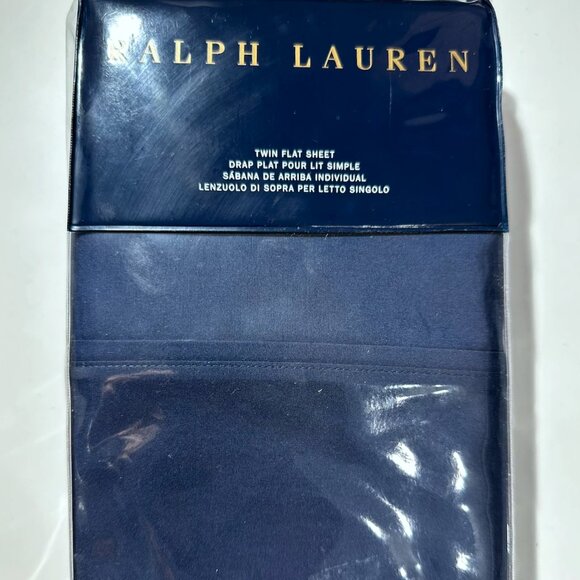 RALPH LAUREN
TWIN FLAT SHEET
DRAP PLAT POUR LIT SIMPLE
SÁBANA DE ARRIBA INDIVIDUAL
LENZUOLO DI SOPRA PER LETTO SINGOLO